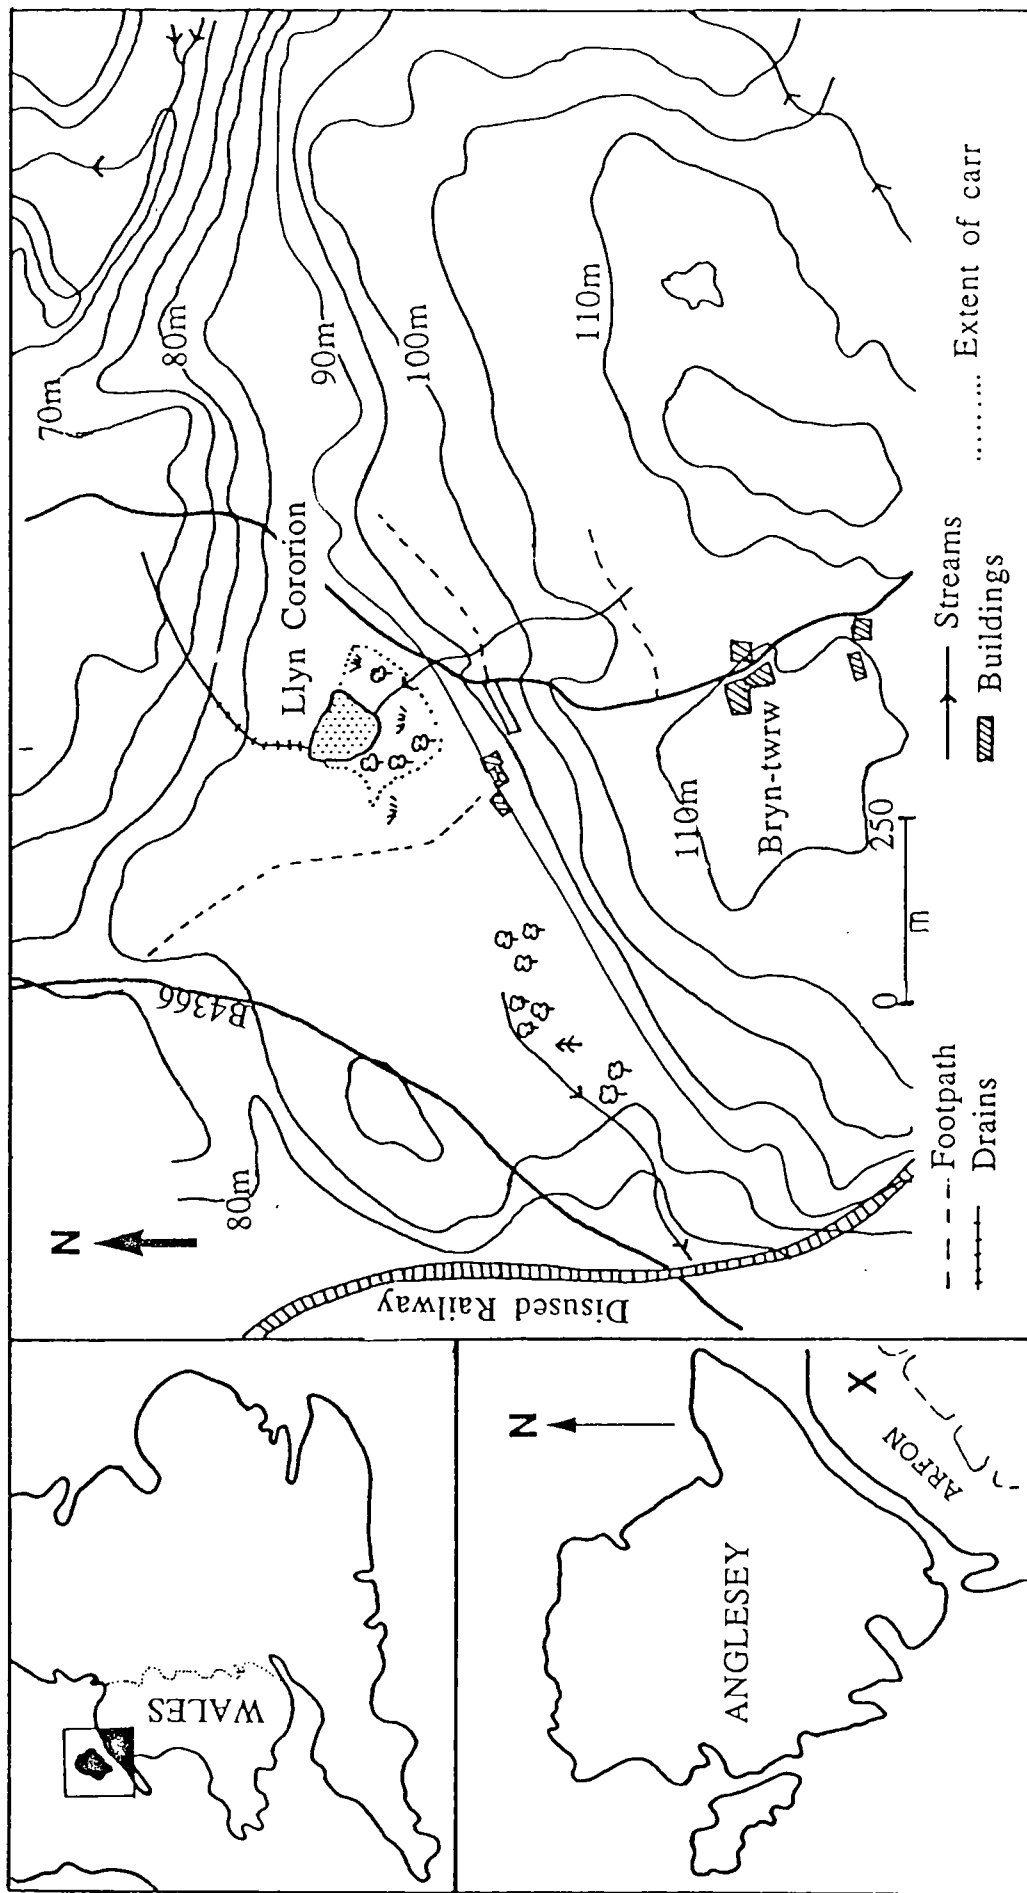 WALES
N
ANGLESEY
ARFON
X
N
80m
B4366
70m
80m
Llyn Cororion
90m
100m
110m
110m
Bryn-twrw
Disused Railway
0 250
m
Footpath
Drains
Streams
Buildings
Extent of carr